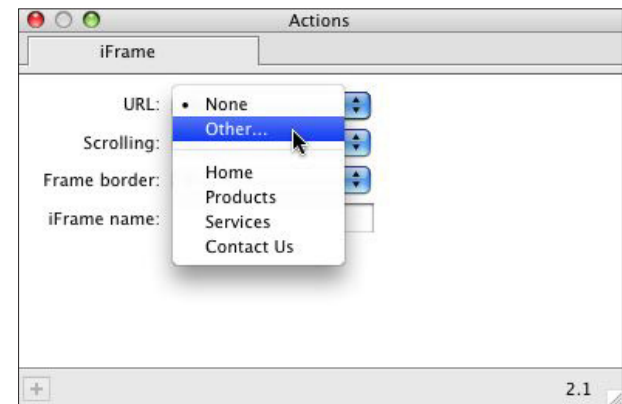 Actions
iFrame
URL:
• None
Other...
Scrolling:
Home
Frame border:
Products
iFrame name:
Services
Contact Us
+
2.1